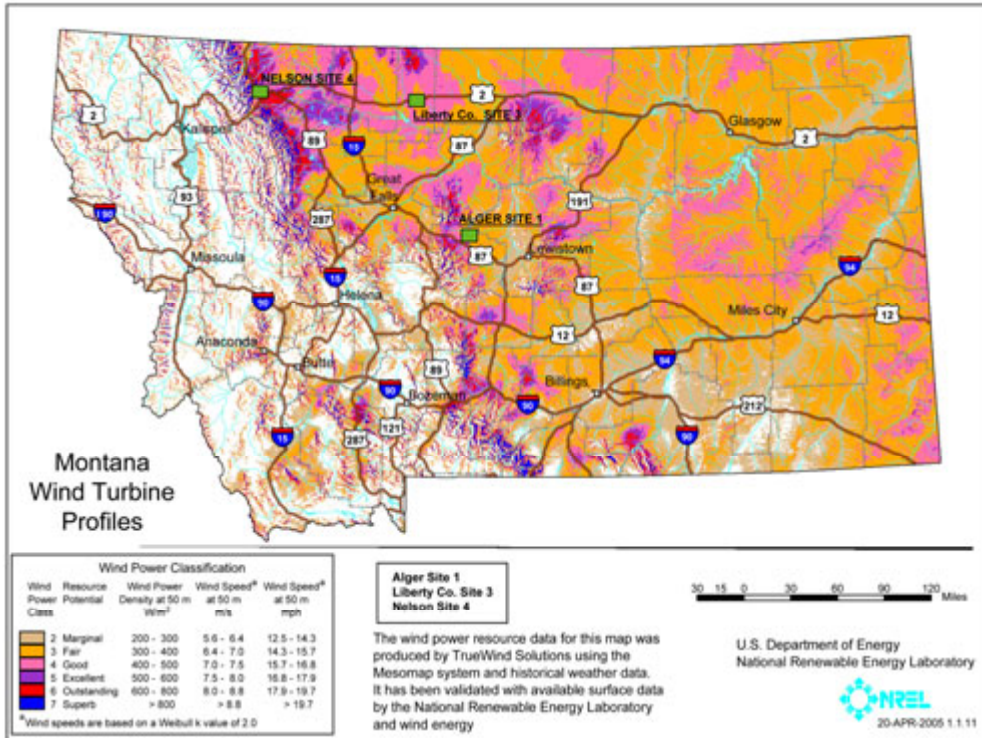 NELSON SITE 4
2
Liberty Co. SITE 3
2
Kalispell
89
15
87
Glasgow
2
Great
Falls
93
191
I 90
287
ALGER SITE 1
87
Lewistown
Missoula
15
94
90
Helena
87
Miles City
12
12
Anaconda
Butte
89
94
90
Billings
Bozeman
90
212
121
15
287
90
Montana
Wind Turbine
Profiles
Wind Power Classification
Wind Resource Wind Power Wind Speedª Wind Speedª
Power Potential Density at 50 m at 50 m at 50 m
Class W/m² m/s mph
2 Marginal 200 - 300 5.6 - 6.4 12.5 - 14.3
3 Fair 300 - 400 6.4 - 7.0 14.3 - 15.7
4 Good 400 - 500 7.0 - 7.5 15.7 - 16.8
5 Excellent 500 - 600 7.5 - 8.0 16.8 - 17.9
6 Outstanding 600 - 800 8.0 - 8.8 17.9 - 19.7
7 Superb > 800 > 8.8 > 19.7
ªWind speeds are based on a Weibull k value of 2.0
Alger Site 1
Liberty Co. Site 3
Nelson Site 4
The wind power resource data for this map was
produced by TrueWind Solutions using the
Mesomap system and historical weather data.
It has been validated with available surface data
by the National Renewable Energy Laboratory
and wind energy
30 15 0 30 60 90 120 Miles
U.S. Department of Energy
National Renewable Energy Laboratory
NREL
20-APR-2005 1.1.11